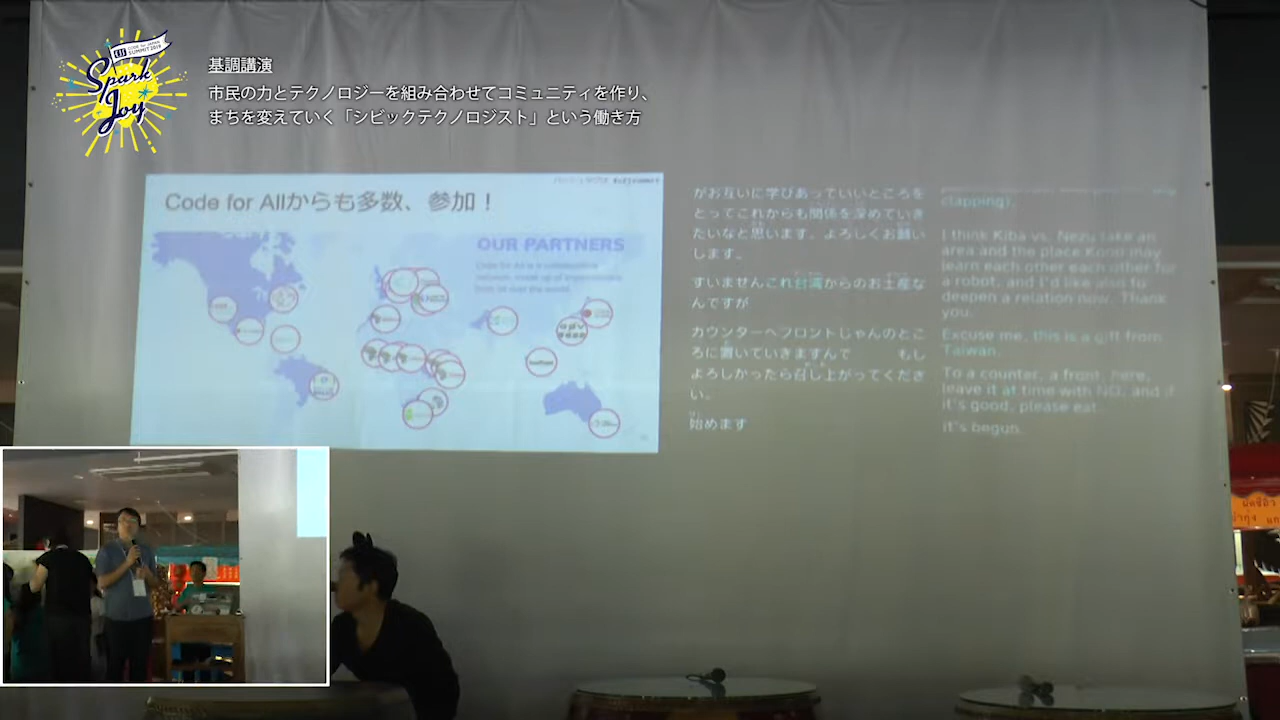 CODE for JAPAN
SUMMIT 2019
Spark
Joy
基調講演
市民の力とテクノロジーを組み合わせてコミュニティを作り、
まちを変えていく「シビックテクノロジスト」という働き方
Code for Allからも多数、参加！
OUR PARTNERS
がお互いに学びあっていいところを
とってこれからも関係を深めていき
たいなと思います。よろしくお願い
します。
すいませんこれ台湾からのお土産な
んですが
カウンターへフロントじゃんのとこ
ろに置いていきますんで　もし
よろしかったら召し上がってくださ
い。
始めます
clapping).
I think Kiba vs. Nezu take an
area and the place Kono may
learn each other each other for
a robot, and I'd like also fu
deepen a relation now. Thank
you.
Excuse me, this is a gift from
Taiwan.
To a counter, a front, here,
leave it at time with NO, and if
it's good, please eat.
it's begun.